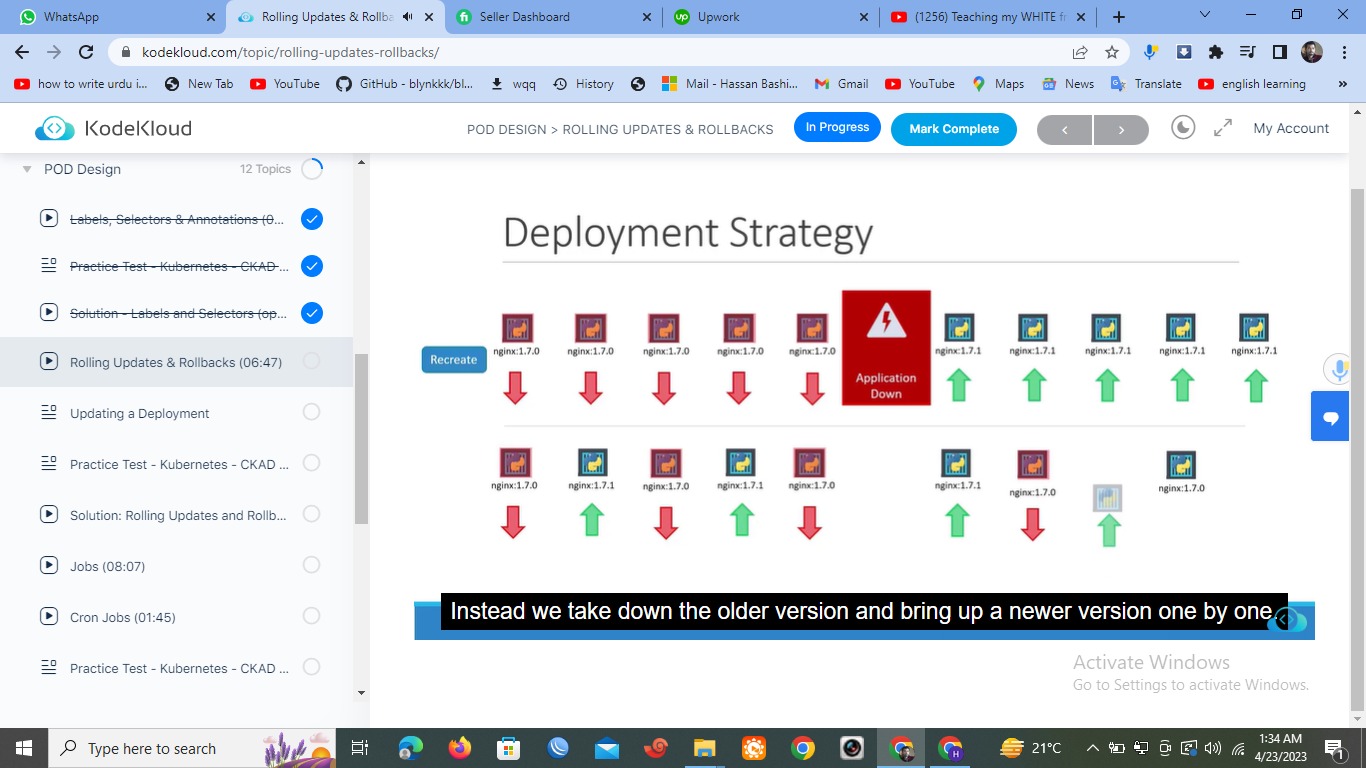 WhatsApp
Rolling Updates & Rollba
Seller Dashboard
Upwork
(1256) Teaching my WHITE fr
kodekloud.com/topic/rolling-updates-rollbacks/
how to write urdu i...
New Tab
YouTube
GitHub - blynkkk/bl...
wqq
History
Mail - Hassan Bashi...
Gmail
YouTube
Maps
News
Translate
english learning
»
KodeKloud
POD DESIGN > ROLLING UPDATES & ROLLBACKS
In Progress
Mark Complete
My Account
POD Design
12 Topics
Labels, Selectors & Annotations (0...
Practice Test - Kubernetes - CKAD ...
Solution - Labels and Selectors (op...
Rolling Updates & Rollbacks (06:47)
Updating a Deployment
Practice Test - Kubernetes - CKAD ...
Solution: Rolling Updates and Rollb...
Jobs (08:07)
Cron Jobs (01:45)
Practice Test - Kubernetes - CKAD ...
Deployment Strategy
Recreate
nginx:1.7.0 nginx:1.7.0 nginx:1.7.0 nginx:1.7.0 nginx:1.7.0
Application
Down
nginx:1.7.1 nginx:1.7.1 nginx:1.7.1 nginx:1.7.1 nginx:1.7.1
nginx:1.7.0 nginx:1.7.1 nginx:1.7.0 nginx:1.7.1 nginx:1.7.0 nginx:1.7.1 nginx:1.7.0 nginx:1.7.0
Instead we take down the older version and bring up a newer version one by one.
Activate Windows
Go to Settings to activate Windows.
Type here to search
21°C
1:34 AM
4/23/2023
1